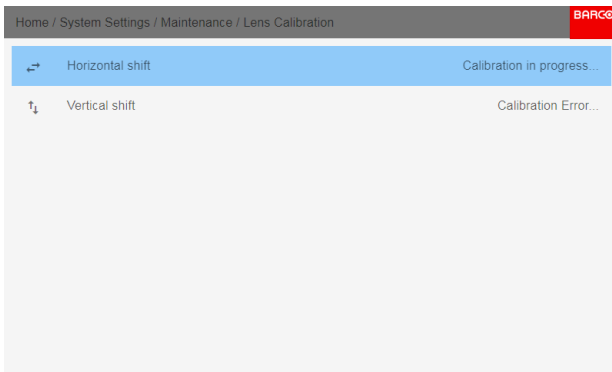 Home / System Settings / Maintenance / Lens Calibration
BARCO
Horizontal shift
Calibration in progress...
Vertical shift
Calibration Error...